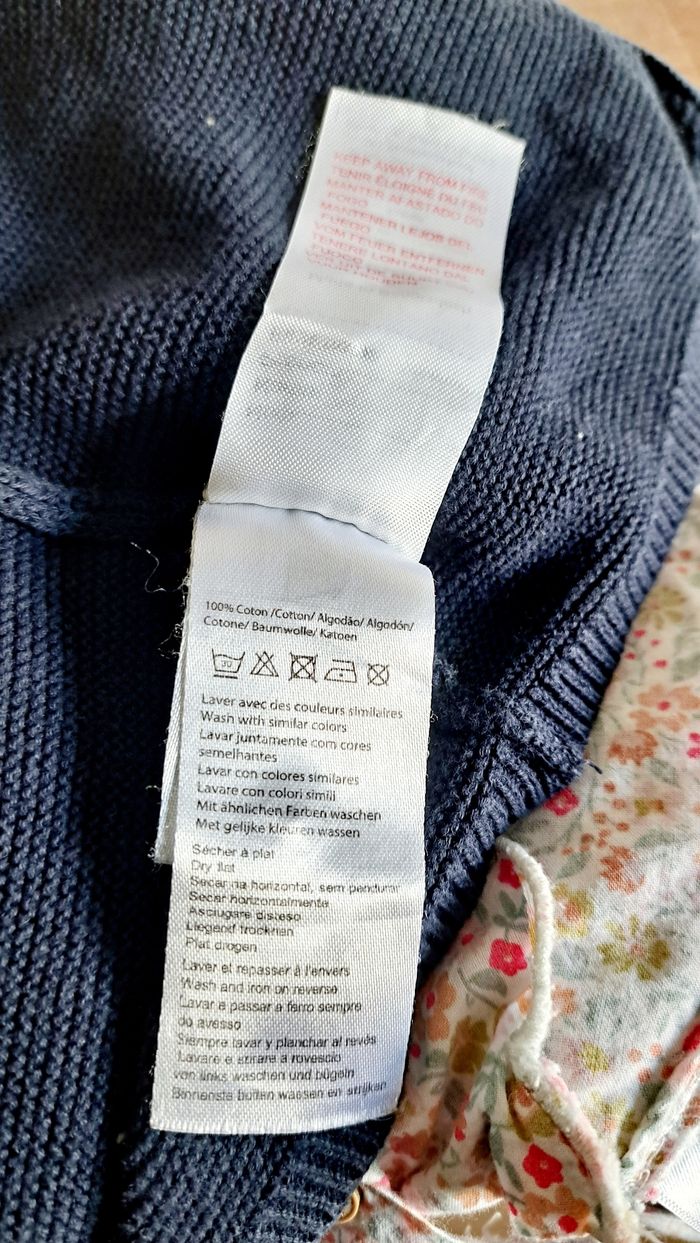 KEEP AWAY FROM FIRE
TENIR ÉLOIGNÉ DU FEU
MANTER AFASTADO DO
FOGO
MANTENER LEJOS DEL
FUEGO
VOM FEUER ENTFERNEN
TENERE LONTANO DAL
FUOCO
100% Coton /Cotton/ Algodão/ Algodón/
Cotone/ Baumwolle/ Katoen
30
Laver avec des couleurs similaires
Wash with similar colors
Lavar juntamente com cores
semelhantes
Lavar con colores similares
Lavare con colori simili
Mit ähnlichen Farben waschen
Met gelijke kleuren wassen
Sécher à plat
Dry flat
Secar na horizontal, sem pendurar
Secar horizontalmente
Asciugare disteso
Liegend trocknen
Plat drogen
Laver et repasser à l'envers
Wash and iron on reverse
Lavar e passar a ferro sempre
do avesso
Siempre lavar y planchar al revés
Lavare e stirare a rovescio
von links waschen und bügeln
Binnenste buiten wassen en strijken